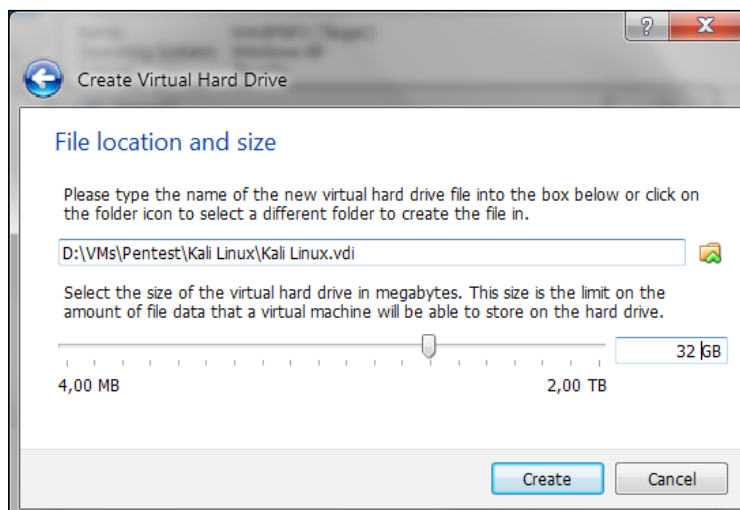 Create Virtual Hard Drive
File location and size
Please type the name of the new virtual hard drive file into the box below or click on
the folder icon to select a different folder to create the file in.
D:\VMs\Pentest\Kali Linux\Kali Linux.vdi
Select the size of the virtual hard drive in megabytes. This size is the limit on the
amount of file data that a virtual machine will be able to store on the hard drive.
32 GB
4,00 MB 2,00 TB
Create Cancel